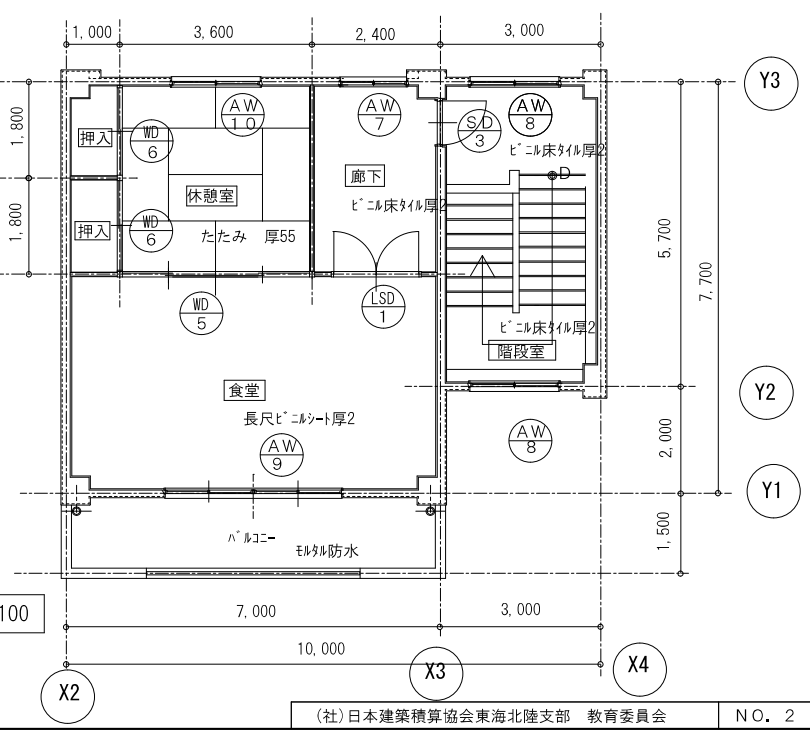 1,000
3,600
2,400
3,000
Y3
1,800
1,800
押入
WD
6
AW
10
AW
7
SD
3
AW
8
ビニル床タイル厚2
休憩室
廊下
ビニル床タイル厚2
D
押入
WD
6
たたみ 厚55
5,700
7,700
WD
5
LSD
1
ビニル床タイル厚2
階段室
食堂
長尺ビニルシート厚2
AW
9
AW
8
Y2
2,000
Y1
1,500
バルコニー
モルタル防水
100
7,000
3,000
10,000
X2
X3
X4
(社)日本建築積算協会東海北陸支部 教育委員会
NO. 2